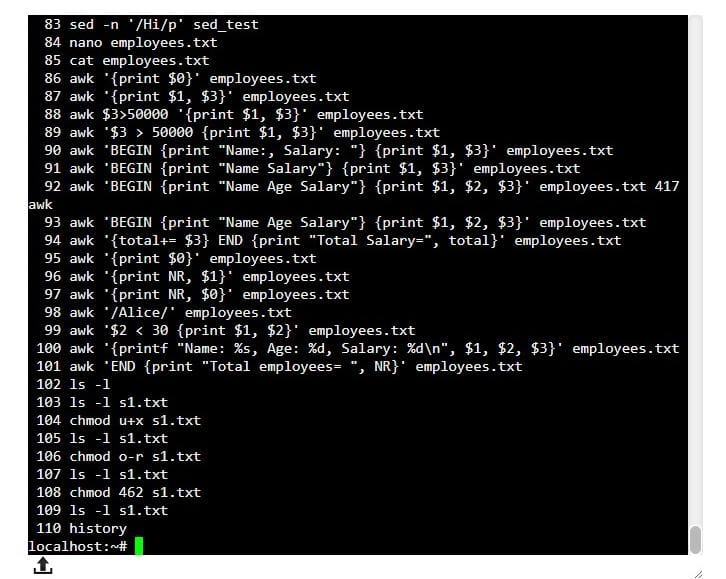 83 sed -n '/Hi/p' sed_test
84 nano employees.txt
85 cat employees.txt
86 awk '{print $0}' employees.txt
87 awk '{print $1, $3}' employees.txt
88 awk $3>50000 '{print $1, $3}' employees.txt
89 awk '$3 > 50000 {print $1, $3}' employees.txt
90 awk 'BEGIN {print "Name:, Salary: "} {print $1, $3}' employees.txt
91 awk 'BEGIN {print "Name Salary"} {print $1, $3}' employees.txt
92 awk 'BEGIN {print "Name Age Salary"} {print $1, $2, $3}' employees.txt 417
awk
93 awk 'BEGIN {print "Name Age Salary"} {print $1, $2, $3}' employees.txt
94 awk '{total+= $3} END {print "Total Salary=", total}' employees.txt
95 awk '{print $0}' employees.txt
96 awk '{print NR, $1}' employees.txt
97 awk '{print NR, $0}' employees.txt
98 awk '/Alice/' employees.txt
99 awk '$2 < 30 {print $1, $2}' employees.txt
100 awk '{printf "Name: %s, Age: %d, Salary: %d\n", $1, $2, $3}' employees.txt
101 awk 'END {print "Total employees= ", NR}' employees.txt
102 ls -l
103 ls -l s1.txt
104 chmod u+x s1.txt
105 ls -l s1.txt
106 chmod o-r s1.txt
107 ls -l s1.txt
108 chmod 462 s1.txt
109 ls -l s1.txt
110 history
localhost:~#